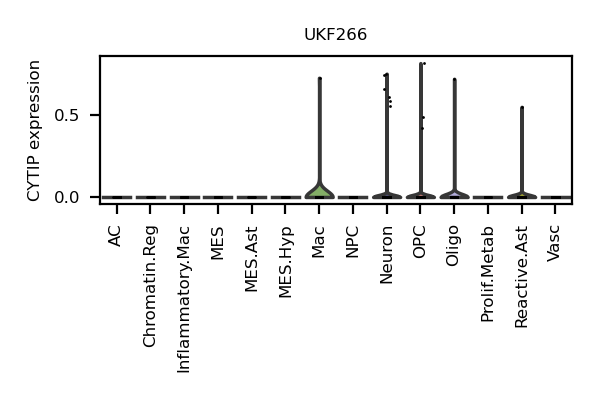 UKF266
CYTIP expression
0.5
0.0
AC
Chromatin.Reg
Inflammatory.Mac
MES
MES.Ast
MES.Hyp
Mac
NPC
Neuron
OPC
Oligo
Prolif.Metab
Reactive.Ast
Vasc